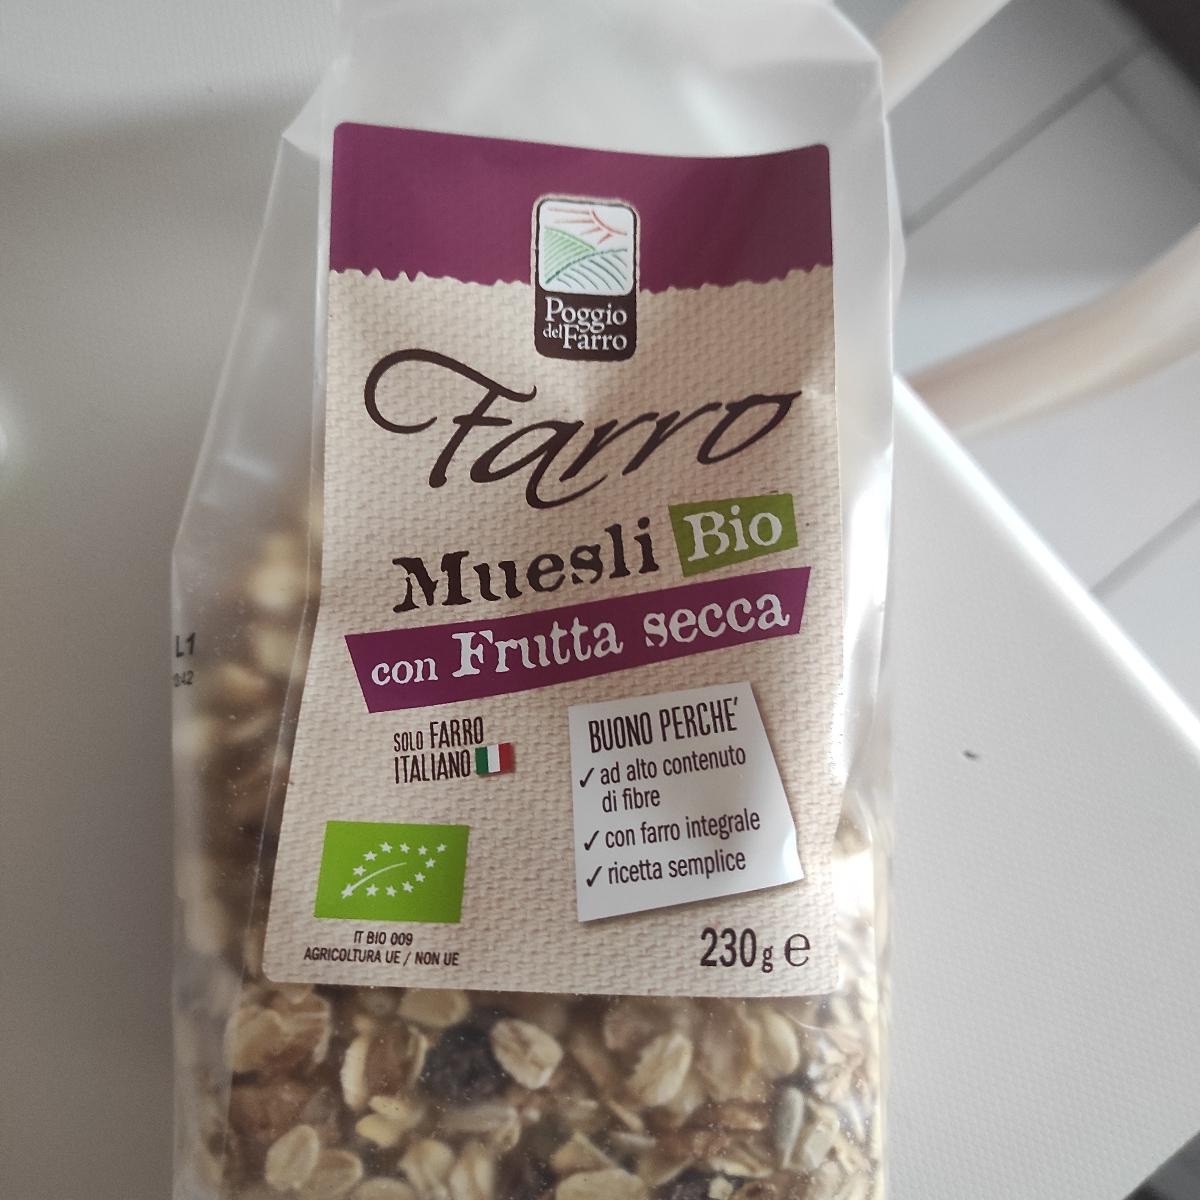 Poggio
del Farro
Farro
Muesli Bio
con Frutta secca
SOLO FARRO
ITALIANO
BUONO PERCHE'
✓ ad alto contenuto
di fibre
✓ con farro integrale
✓ ricetta semplice
IT BIO 009
AGRICOLTURA UE / NON UE
230g e
L1